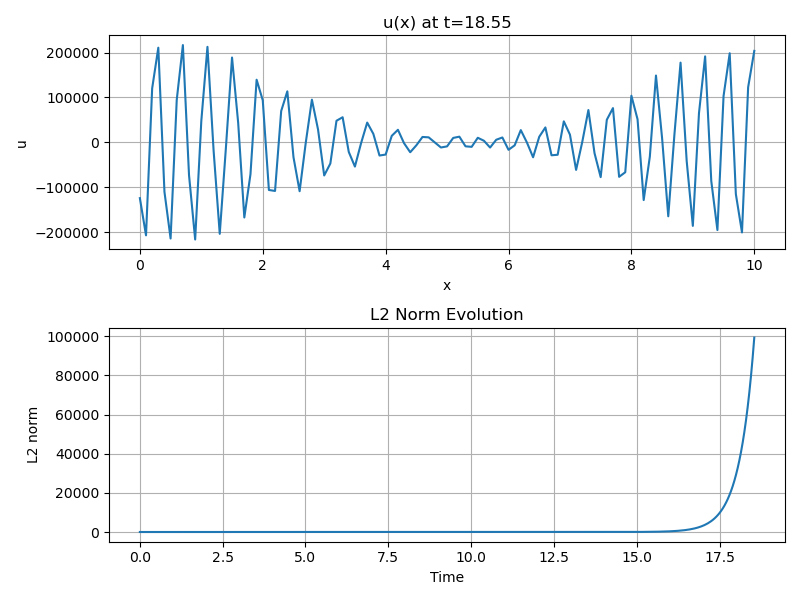 u(x) at t=18.55
200000
100000
0
−100000
−200000
u
0 2 4 6 8 10
x
L2 Norm Evolution
100000
80000
60000
40000
20000
0
L2 norm
0.0 2.5 5.0 7.5 10.0 12.5 15.0 17.5
Time